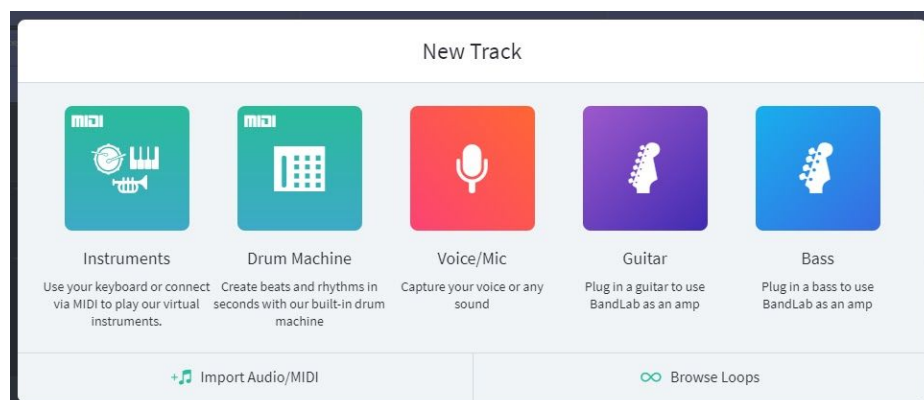 New Track
MIDI
MIDI
Instruments
Drum Machine
Voice/Mic
Guitar
Bass
Use your keyboard or connect
via MIDI to play our virtual
instruments.
Create beats and rhythms in
seconds with our built-in drum
machine
Capture your voice or any
sound
Plug in a guitar to use
BandLab as an amp
Plug in a bass to use
BandLab as an amp
Import Audio/MIDI
Browse Loops